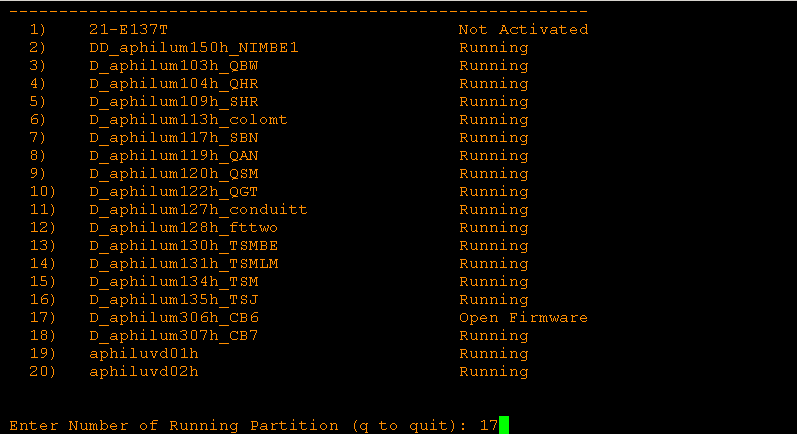 ----------------------------------------------------------
1) 21-E137T Not Activated
2) DD_aphilum150h_NIMBE1 Running
3) D_aphilum103h_QBW Running
4) D_aphilum104h_QHR Running
5) D_aphilum109h_SHR Running
6) D_aphilum113h_colomt Running
7) D_aphilum117h_SBN Running
8) D_aphilum119h_QAN Running
9) D_aphilum120h_QSM Running
10) D_aphilum122h_QGT Running
11) D_aphilum127h_conduitt Running
12) D_aphilum128h_fttwo Running
13) D_aphilum130h_TSMBE Running
14) D_aphilum131h_TSMLM Running
15) D_aphilum134h_TSM Running
16) D_aphilum135h_TSJ Running
17) D_aphilum306h_CB6 Open Firmware
18) D_aphilum307h_CB7 Running
19) aphiluvd01h Running
20) aphiluvd02h Running
Enter Number of Running Partition (q to quit): 17